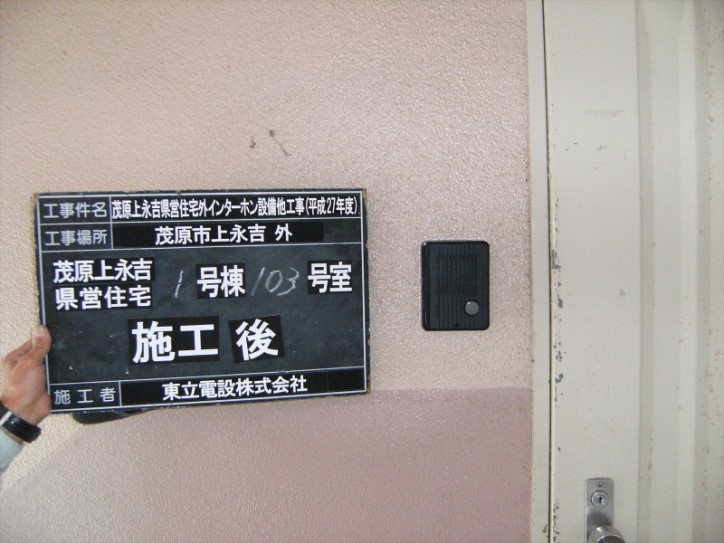 工事件名 茂原上永吉県営住宅外インターホン設備他工事(平成27年度)
工事場所 茂原市上永吉 外
茂原上永吉
県営住宅 1号棟 103号室
施工後
施工者 東立電設株式会社